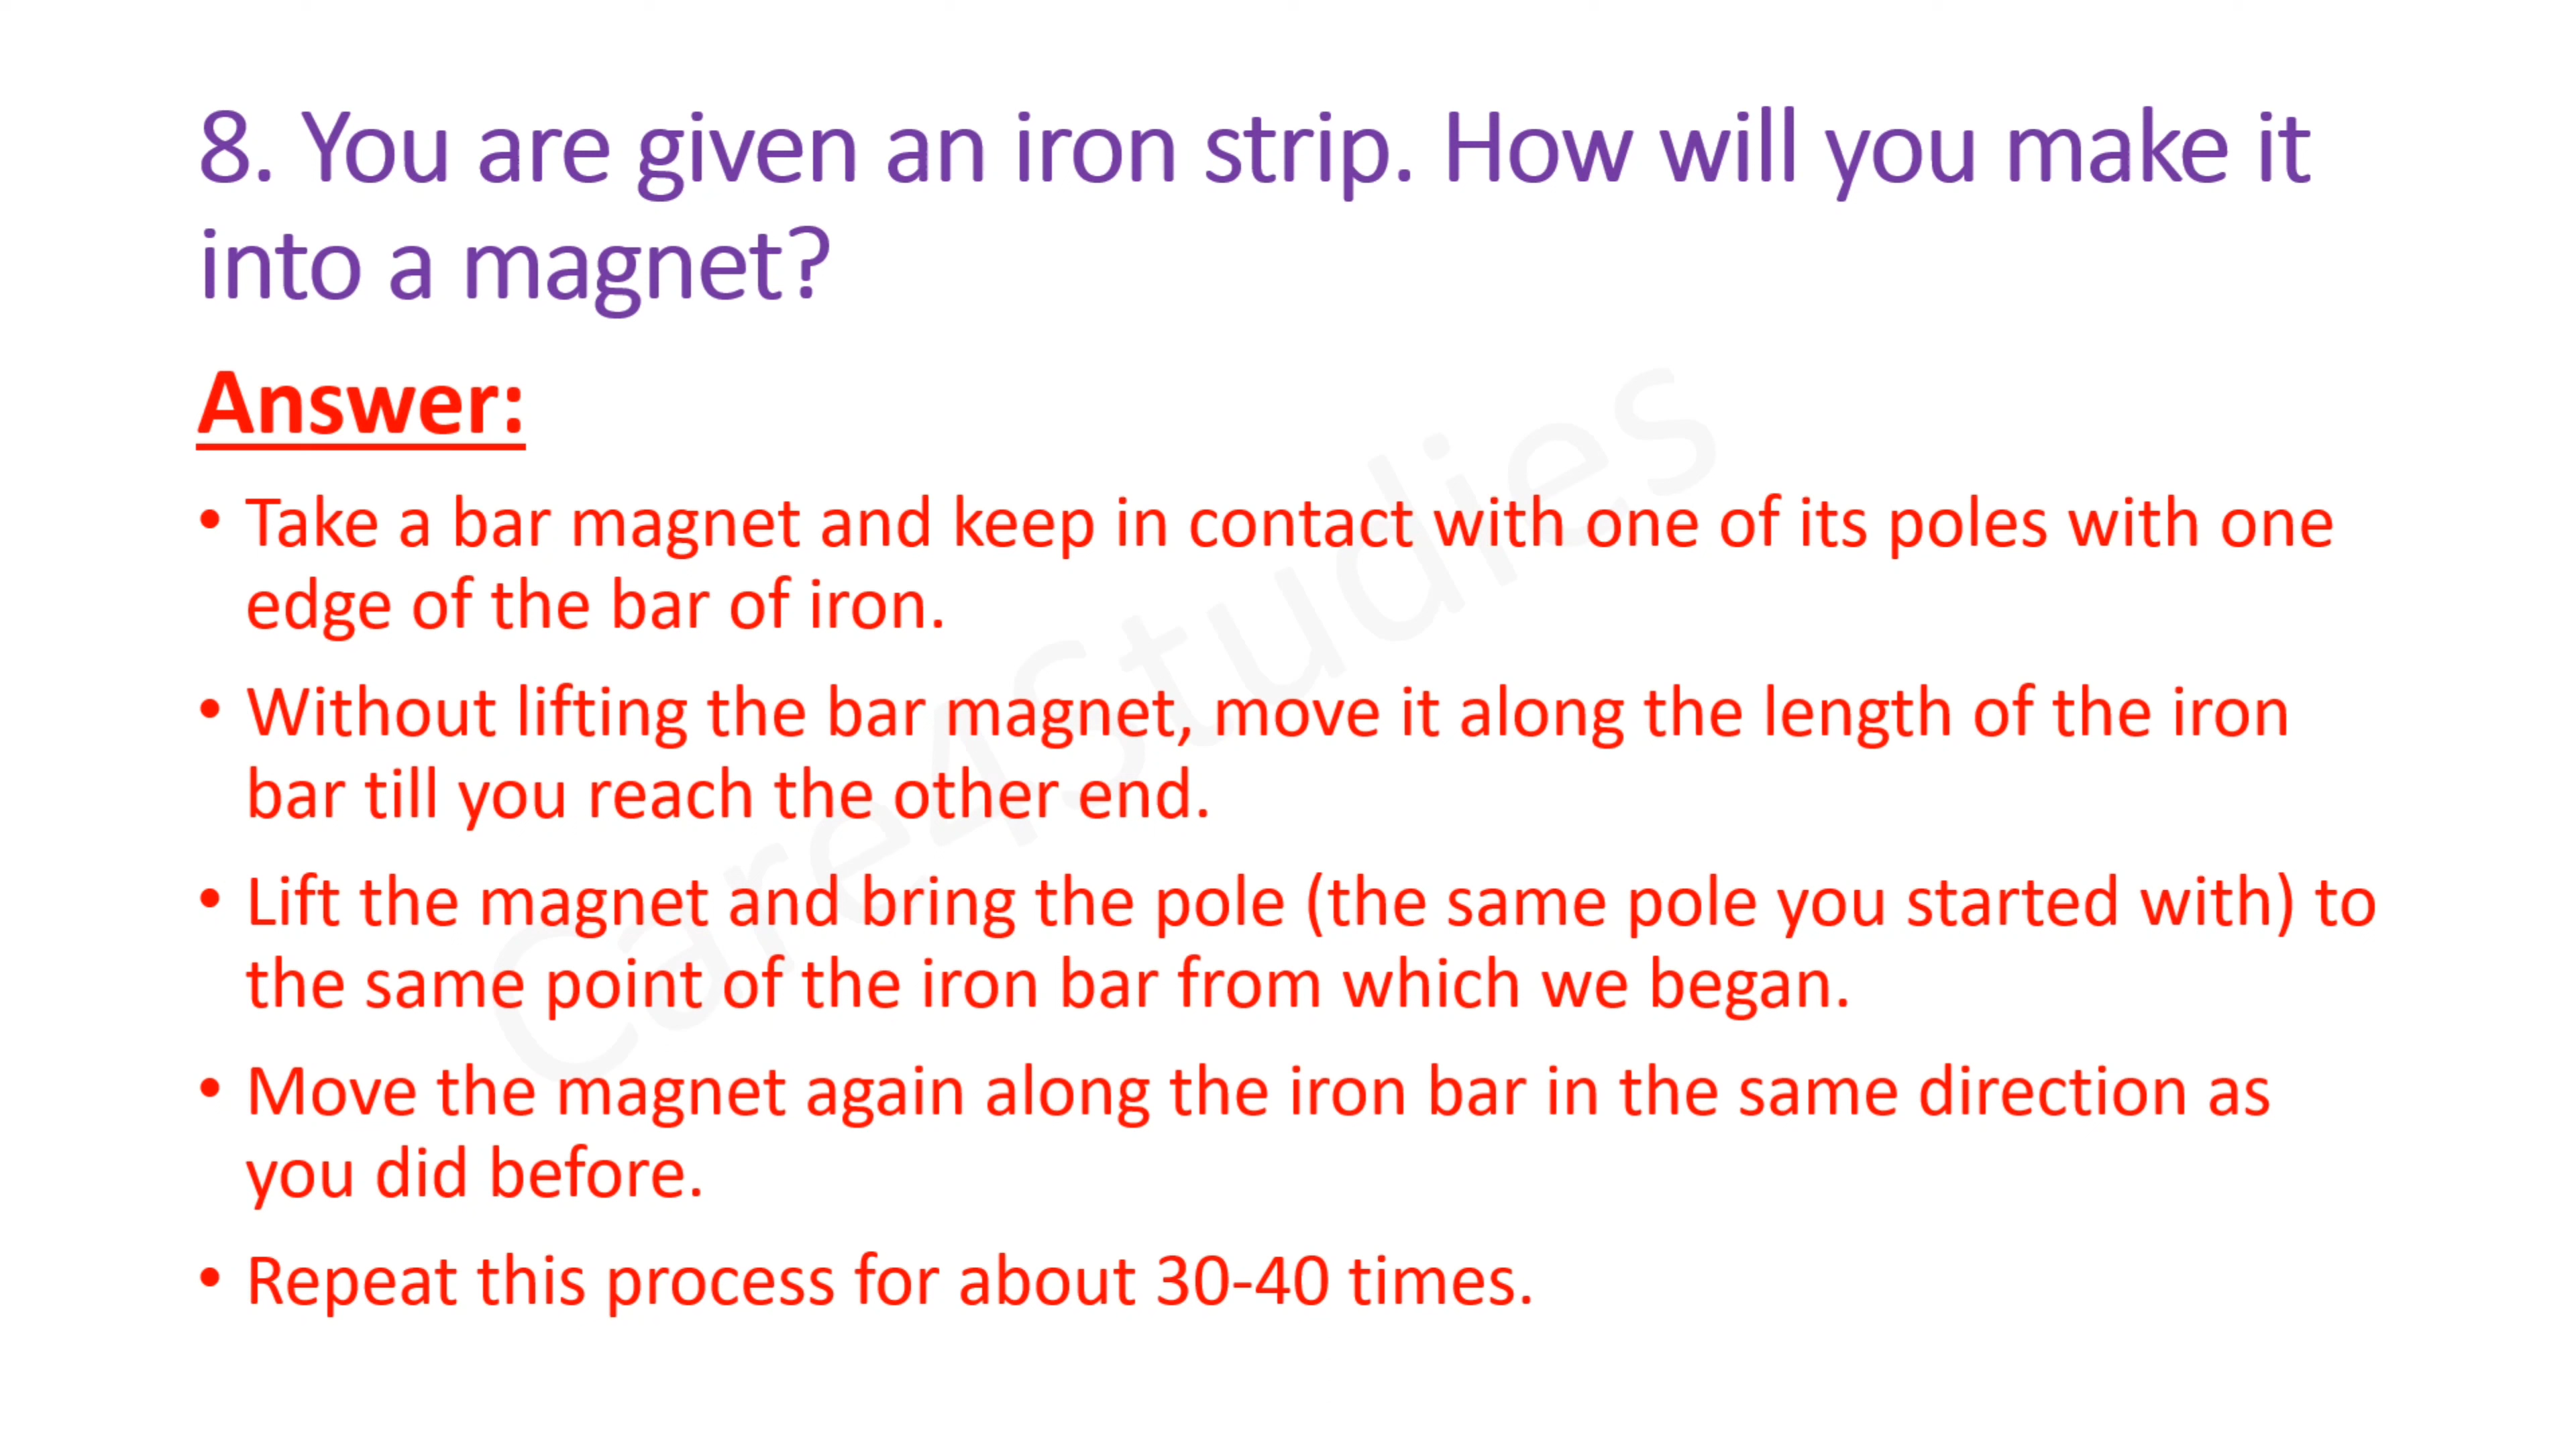 8. You are given an iron strip. How will you make it
into a magnet?
Answer:
• Take a bar magnet and keep in contact with one of its poles with one
edge of the bar of iron.
• Without lifting the bar magnet, move it along the length of the iron
bar till you reach the other end.
• Lift the magnet and bring the pole (the same pole you started with) to
the same point of the iron bar from which we began.
• Move the magnet again along the iron bar in the same direction as
you did before.
• Repeat this process for about 30-40 times.
Care4Studies